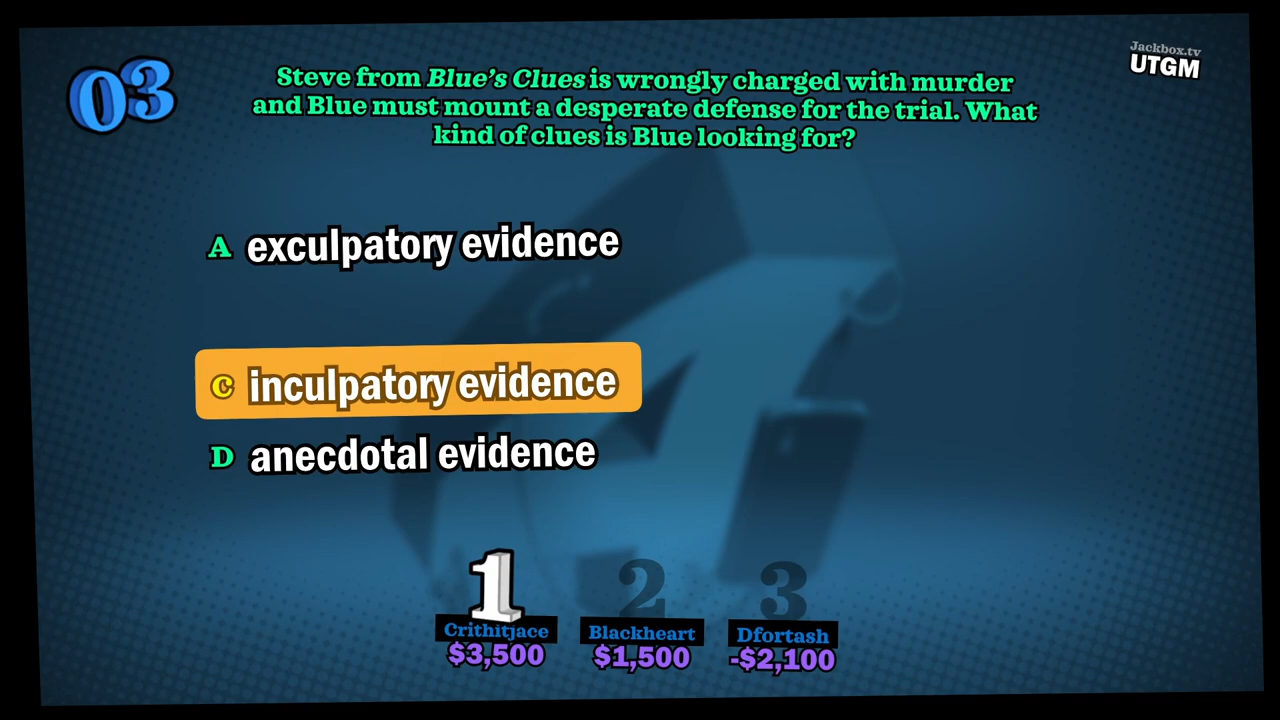 03
Jackbox.tv
UTGM
Steve from Blue's Clues is wrongly charged with murder
and Blue must mount a desperate defense for the trial. What
kind of clues is Blue looking for?
A exculpatory evidence
C inculpatory evidence
D anecdotal evidence
1 2 3
Crithitjace Blackheart Dfortash
$3,500 $1,500 -$2,100